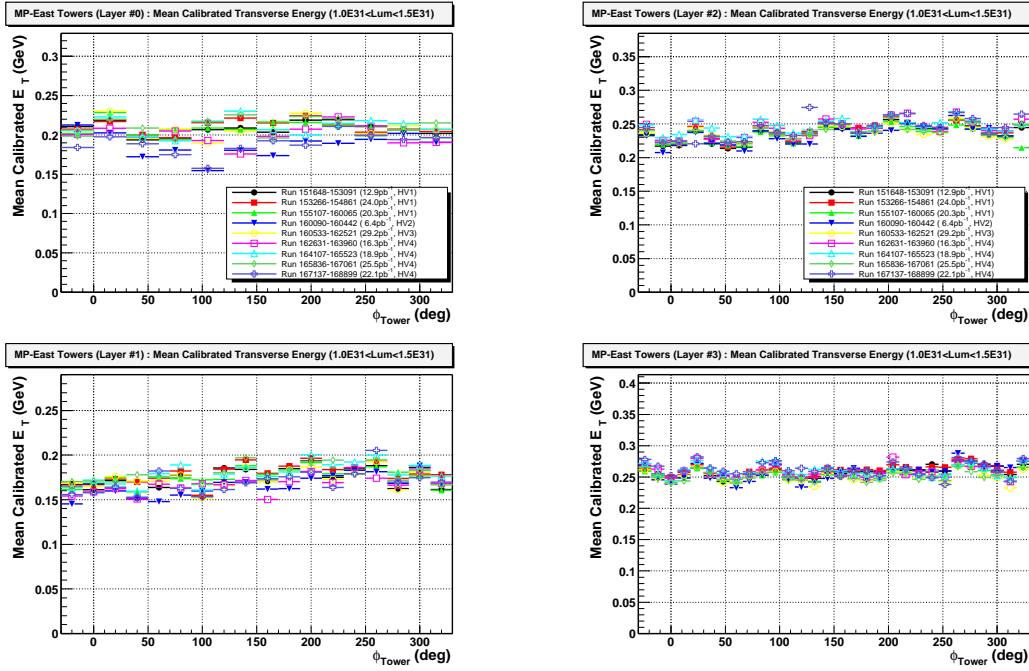 MP-East Towers (Layer #0) : Mean Calibrated Transverse Energy (1.0E31<Lum<1.5E31)
Mean Calibrated E_T (GeV)
0.3
0.25
0.2
0.15
0.1
0.05
0
Run 151648-153091 (12.9pb⁻¹, HV1)
Run 153266-154861 (24.0pb⁻¹, HV1)
Run 155107-160065 (20.3pb⁻¹, HV1)
Run 160090-160442 ( 6.4pb⁻¹, HV2)
Run 160533-162521 (29.2pb⁻¹, HV3)
Run 162631-163960 (16.3pb⁻¹, HV4)
Run 164107-165523 (18.9pb⁻¹, HV4)
Run 165836-167061 (25.5pb⁻¹, HV4)
Run 167137-168899 (22.1pb⁻¹, HV4)
0 50 100 150 200 250 300
ϕ_Tower (deg)
MP-East Towers (Layer #2) : Mean Calibrated Transverse Energy (1.0E31<Lum<1.5E31)
Mean Calibrated E_T (GeV)
0.35
0.3
0.25
0.2
0.15
0.1
0.05
0
Run 151648-153091 (12.9pb⁻¹, HV1)
Run 153266-154861 (24.0pb⁻¹, HV1)
Run 155107-160065 (20.3pb⁻¹, HV1)
Run 160090-160442 ( 6.4pb⁻¹, HV2)
Run 160533-162521 (29.2pb⁻¹, HV3)
Run 162631-163960 (16.3pb⁻¹, HV4)
Run 164107-165523 (18.9pb⁻¹, HV4)
Run 165836-167061 (25.5pb⁻¹, HV4)
Run 167137-168899 (22.1pb⁻¹, HV4)
0 50 100 150 200 250 300
ϕ_Tower (deg)
MP-East Towers (Layer #1) : Mean Calibrated Transverse Energy (1.0E31<Lum<1.5E31)
Mean Calibrated E_T (GeV)
0.25
0.2
0.15
0.1
0.05
0
0 50 100 150 200 250 300
ϕ_Tower (deg)
MP-East Towers (Layer #3) : Mean Calibrated Transverse Energy (1.0E31<Lum<1.5E31)
Mean Calibrated E_T (GeV)
0.4
0.35
0.3
0.25
0.2
0.15
0.1
0.05
0
0 50 100 150 200 250 300
ϕ_Tower (deg)